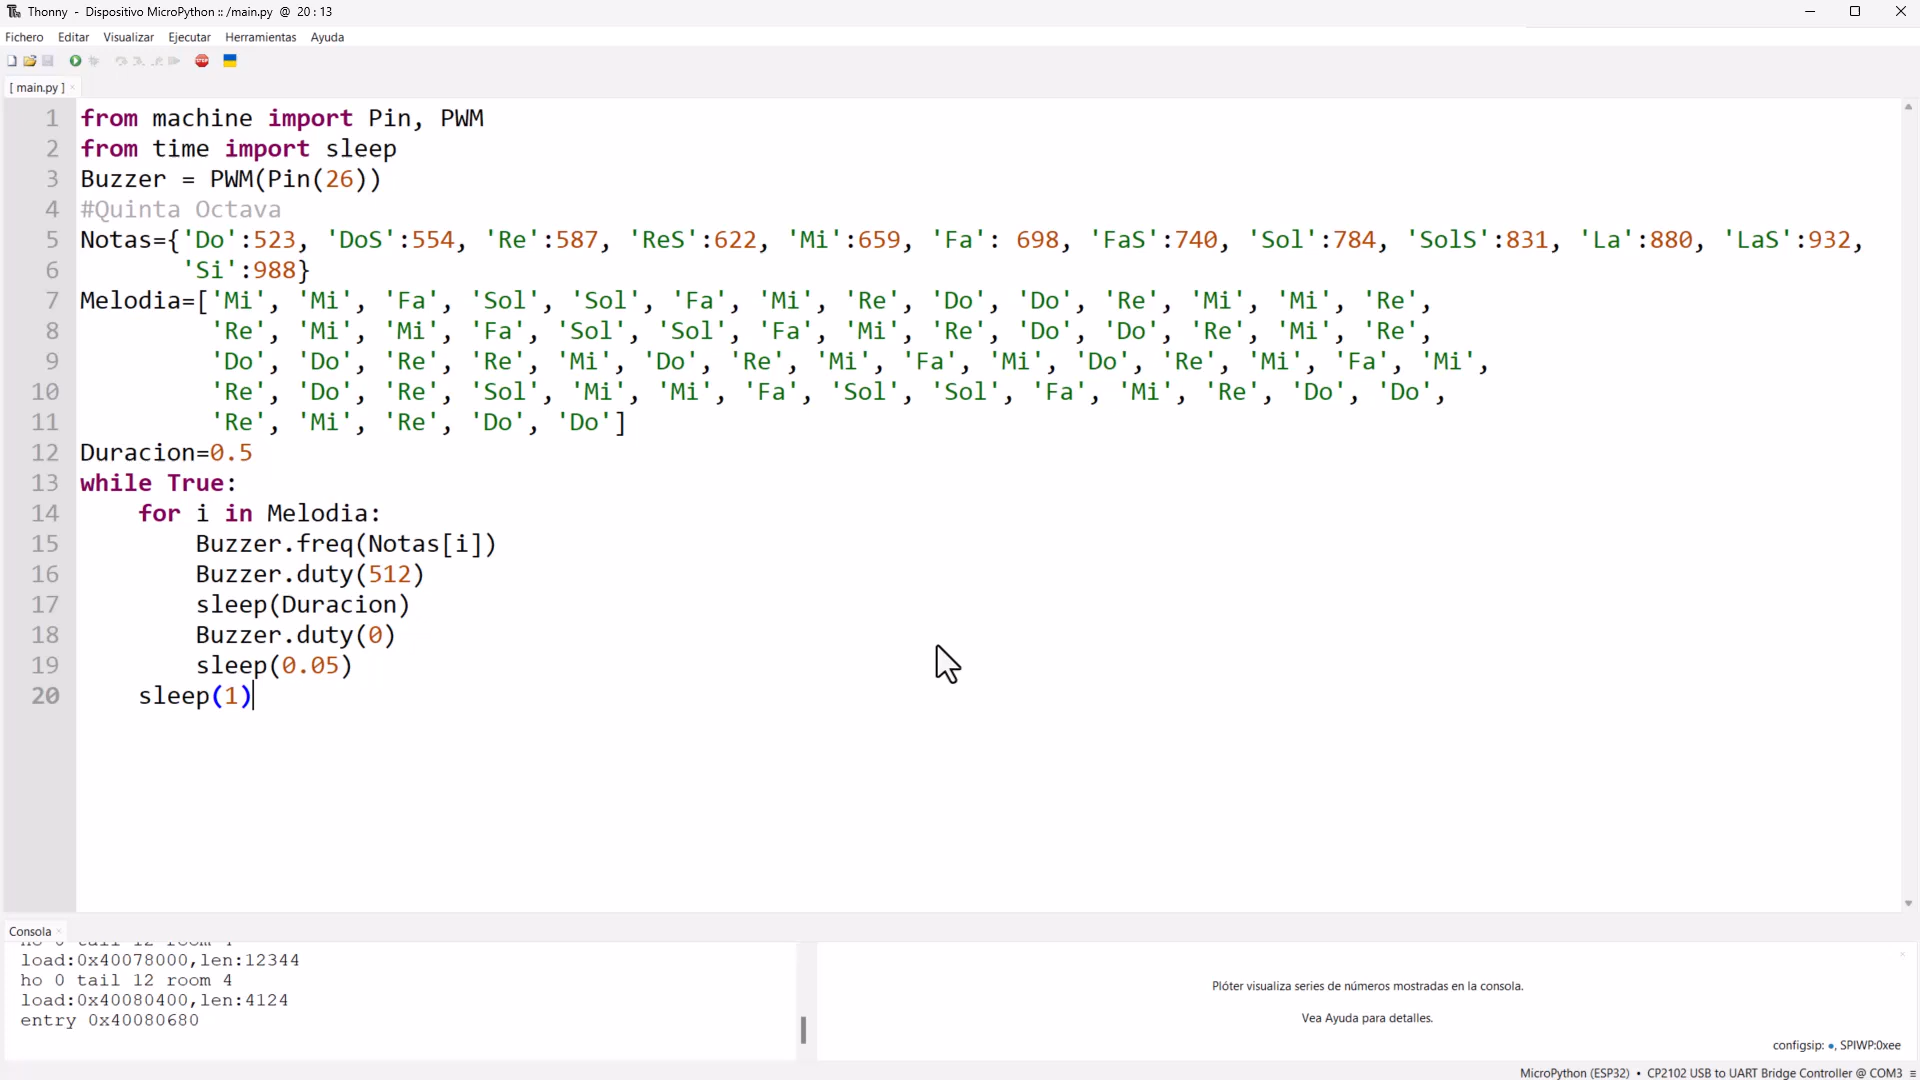 Thonny - Dispositivo MicroPython :: /main.py @ 20 : 13
Fichero Editar Visualizar Ejecutar Herramientas Ayuda
STOP
[ main.py ] ×
1 from machine import Pin, PWM
2 from time import sleep
3 Buzzer = PWM(Pin(26))
4 #Quinta Octava
5 Notas={'Do':523, 'DoS':554, 'Re':587, 'ReS':622, 'Mi':659, 'Fa': 698, 'FaS':740, 'Sol':784, 'SolS':831, 'La':880, 'LaS':932,
6 'Si':988}
7 Melodia=['Mi', 'Mi', 'Fa', 'Sol', 'Sol', 'Fa', 'Mi', 'Re', 'Do', 'Do', 'Re', 'Mi', 'Mi', 'Re',
8 'Re', 'Mi', 'Mi', 'Fa', 'Sol', 'Sol', 'Fa', 'Mi', 'Re', 'Do', 'Do', 'Re', 'Mi', 'Re',
9 'Do', 'Do', 'Re', 'Re', 'Mi', 'Do', 'Re', 'Mi', 'Fa', 'Mi', 'Do', 'Re', 'Mi', 'Fa', 'Mi',
10 'Re', 'Do', 'Re', 'Sol', 'Mi', 'Mi', 'Fa', 'Sol', 'Sol', 'Fa', 'Mi', 'Re', 'Do', 'Do',
11 'Re', 'Mi', 'Re', 'Do', 'Do']
12 Duracion=0.5
13 while True:
14 for i in Melodia:
15 Buzzer.freq(Notas[i])
16 Buzzer.duty(512)
17 sleep(Duracion)
18 Buzzer.duty(0)
19 sleep(0.05)
20 sleep(1)
Consola ×
ho 0 tail 12 room 4
load:0x40078000,len:12344
ho 0 tail 12 room 4
load:0x40080400,len:4124
entry 0x40080680
Plóter visualiza series de números mostradas en la consola.
Vea Ayuda para detalles.
configsip: , SPIWP:0xee
MicroPython (ESP32) • CP2102 USB to UART Bridge Controller @ COM3 ≡